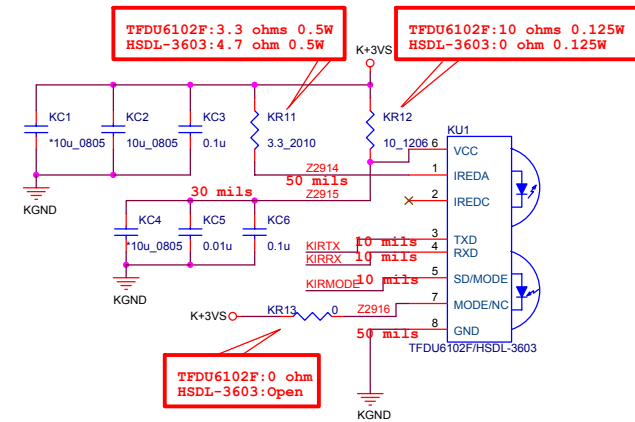 TFDU6102F:3.3 ohms 0.5W
HSDL-3603:4.7 ohm 0.5W
TFDU6102F:10 ohms 0.125W
HSDL-3603:0 ohm 0.125W
K+3VS
KC1
*10u_0805
KC2
10u_0805
KC3
0.1u
KR11
3.3_2010
KR12
10_1206
KU1
KGND
Z2914
50 mils
30 mils
Z2915
6 VCC
1 IREDA
2 IREDC
3 TXD
4 RXD
5 SD/MODE
7 MODE/NC
8 GND
TFDU6102F/HSDL-3603
KC4
*10u_0805
KC5
0.01u
KC6
0.1u
KGND
KIRTX 10 mils
KIRRX 10 mils
KIRMODE 10 mils
K+3VS
KR13 0
Z2916
50 mils
TFDU6102F:0 ohm
HSDL-3603:Open
KGND